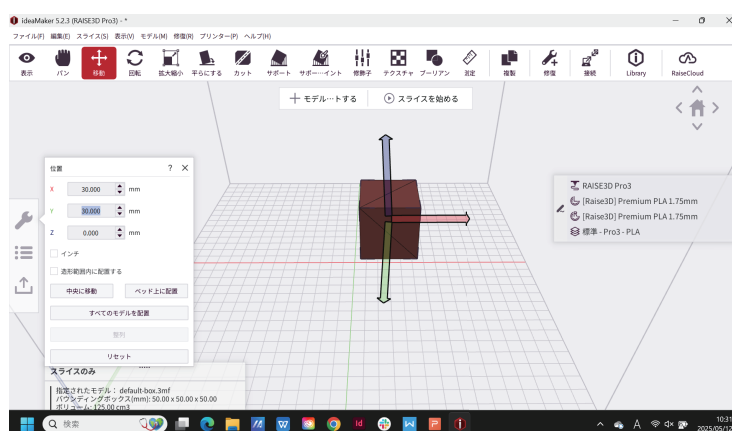 ideaMaker 5.2.3 (RAISE3D Pro3) - *
ファイル(F) 編集(E) スライス(S) 表示(V) モデル(M) 修復(R) プリンター(P) ヘルプ(H)
表示 パン 移動 回転 拡大縮小 平らにする カット サポート サポ…イント 修飾子 テクスチャ ブーリアン 測定 複製 修復 接続 Library RaiseCloud
モデル…トする スライスを始める
位置 ? ×
X 30.000 mm
Y 30.000 mm
Z 0.000 mm
インチ
造形範囲内に配置する
中央に移動 ベッド上に配置
すべてのモデルを配置
整列
リセット
RAISE3D Pro3
[Raise3D] Premium PLA 1.75mm
[Raise3D] Premium PLA 1.75mm
標準 - Pro3 - PLA
スライスのみ
指定されたモデル： default-box.3mf
バウンディングボックス(mm): 50.00 x 50.00 x 50.00
ボリューム: 125.00 cm3
検索
Id
A
10:31
2025/05/12